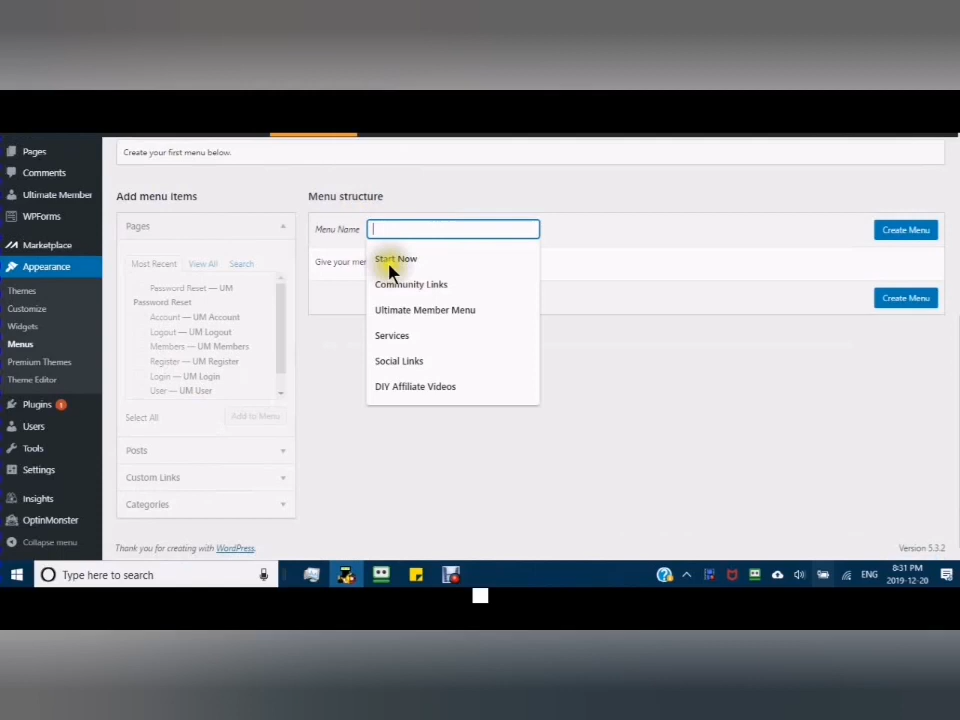 Pages
Comments
Ultimate Member
WPForms
Marketplace
Appearance
Themes
Customize
Widgets
Menus
Premium Themes
Theme Editor
Plugins 1
Users
Tools
Settings
Insights
OptinMonster
Collapse menu
Create your first menu below.
Add menu items
Pages
Most Recent View All Search
Password Reset — UM
Password Reset
Account — UM Account
Logout — UM Logout
Members — UM Members
Register — UM Register
Login — UM Login
User — UM User
Select All Add to Menu
Posts
Custom Links
Categories
Menu structure
Menu Name Create Menu
Give your me
Create Menu
Start Now
Community Links
Ultimate Member Menu
Services
Social Links
DIY Affiliate Videos
Thank you for creating with WordPress. Version 5.3.2
Type here to search
ENG
8:31 PM
2019-12-20